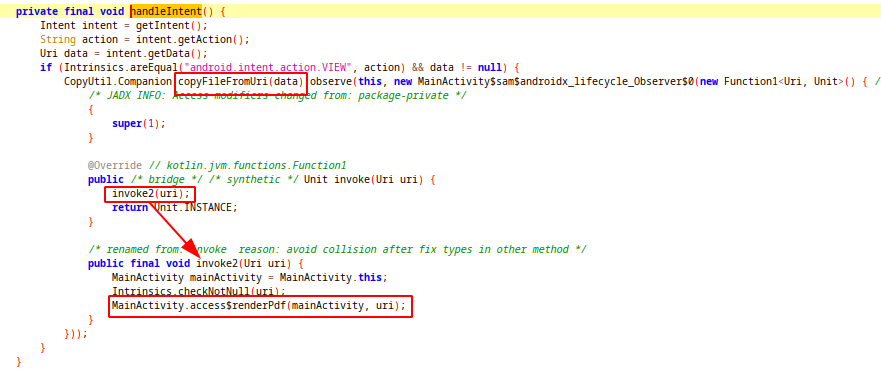 private final void handleIntent() {
Intent intent = getIntent();
String action = intent.getAction();
Uri data = intent.getData();
if (Intrinsics.areEqual("android.intent.action.VIEW", action) && data != null) {
CopyUtil.Companion.copyFileFromUri(data).observe(this, new MainActivity$sam$androidx_lifecycle_Observer$0(new Function1<Uri, Unit>() { /
/* JADX INFO: Access modifiers changed from: package-private */
{
super(1);
}
@Override // kotlin.jvm.functions.Function1
public /* bridge */ /* synthetic */ Unit invoke(Uri uri) {
invoke2(uri);
return Unit.INSTANCE;
}
/* renamed from: invoke  reason: avoid collision after fix types in other method */
public final void invoke2(Uri uri) {
MainActivity mainActivity = MainActivity.this;
Intrinsics.checkNotNull(uri);
MainActivity.access$renderPdf(mainActivity, uri);
}
}));
}
}